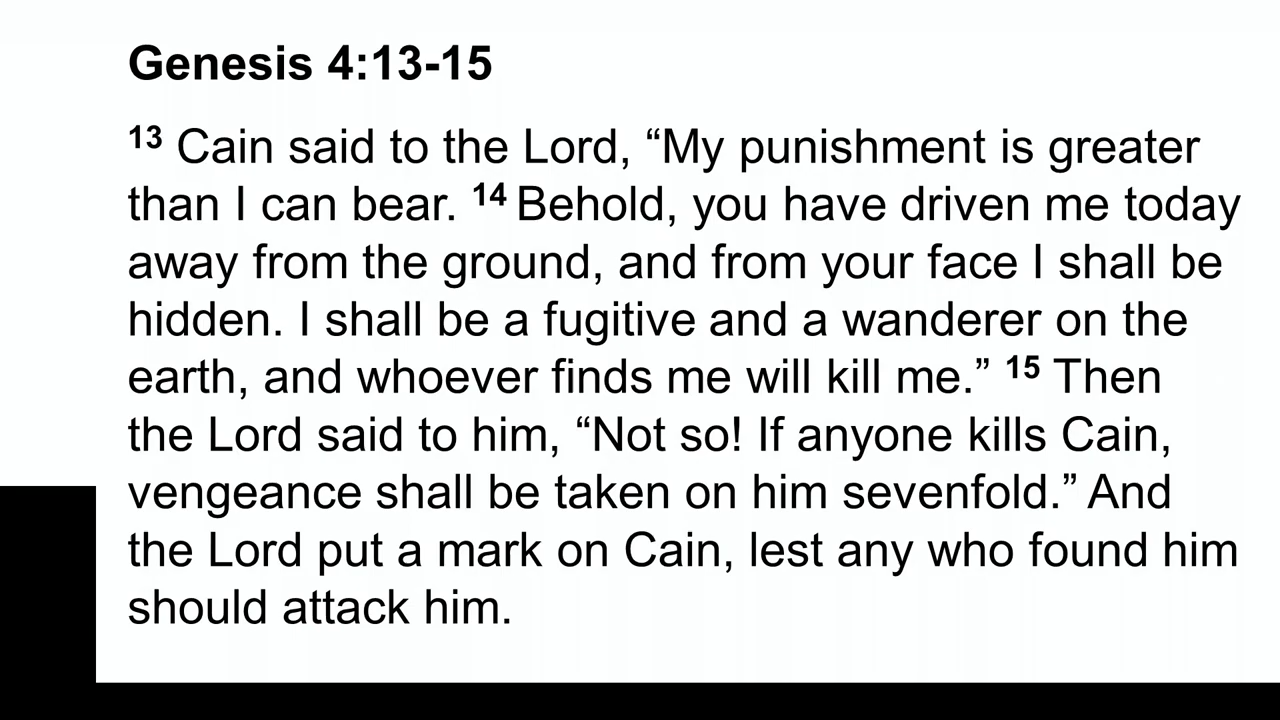 Genesis 4:13-15
13 Cain said to the Lord, “My punishment is greater
than I can bear. 14 Behold, you have driven me today
away from the ground, and from your face I shall be
hidden. I shall be a fugitive and a wanderer on the
earth, and whoever finds me will kill me.” 15 Then
the Lord said to him, “Not so! If anyone kills Cain,
vengeance shall be taken on him sevenfold.” And
the Lord put a mark on Cain, lest any who found him
should attack him.